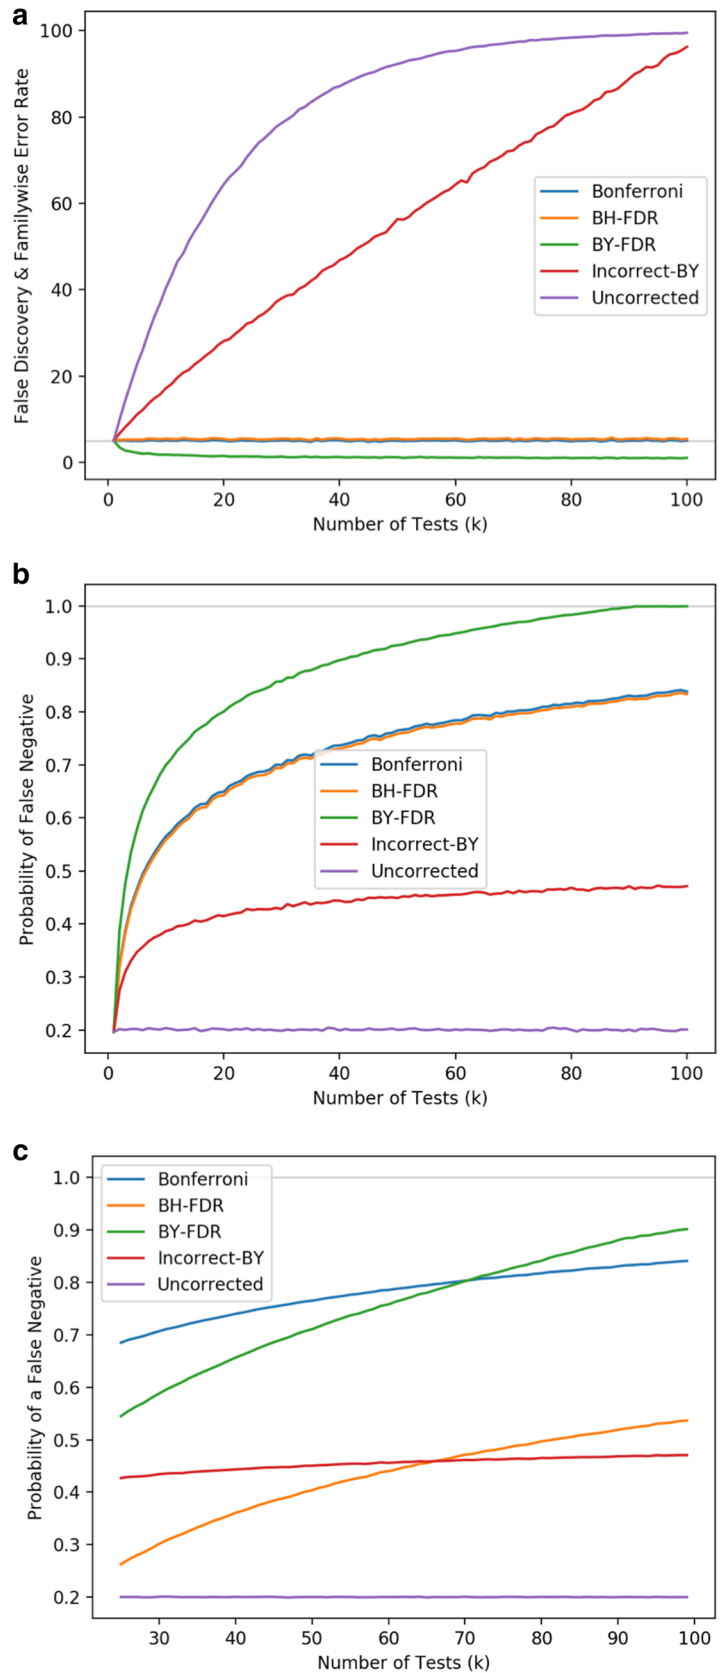 a
False Discovery & Familywise Error Rate
100
80
60
40
20
0
Bonferroni
BH-FDR
BY-FDR
Incorrect-BY
Uncorrected
0 20 40 60 80 100
Number of Tests (k)
b
Probability of False Negative
1.0
0.9
0.8
0.7
0.6
0.5
0.4
0.3
0.2
Bonferroni
BH-FDR
BY-FDR
Incorrect-BY
Uncorrected
0 20 40 60 80 100
Number of Tests (k)
c
Probability of a False Negative
1.0
0.9
0.8
0.7
0.6
0.5
0.4
0.3
0.2
Bonferroni
BH-FDR
BY-FDR
Incorrect-BY
Uncorrected
30 40 50 60 70 80 90 100
Number of Tests (k)